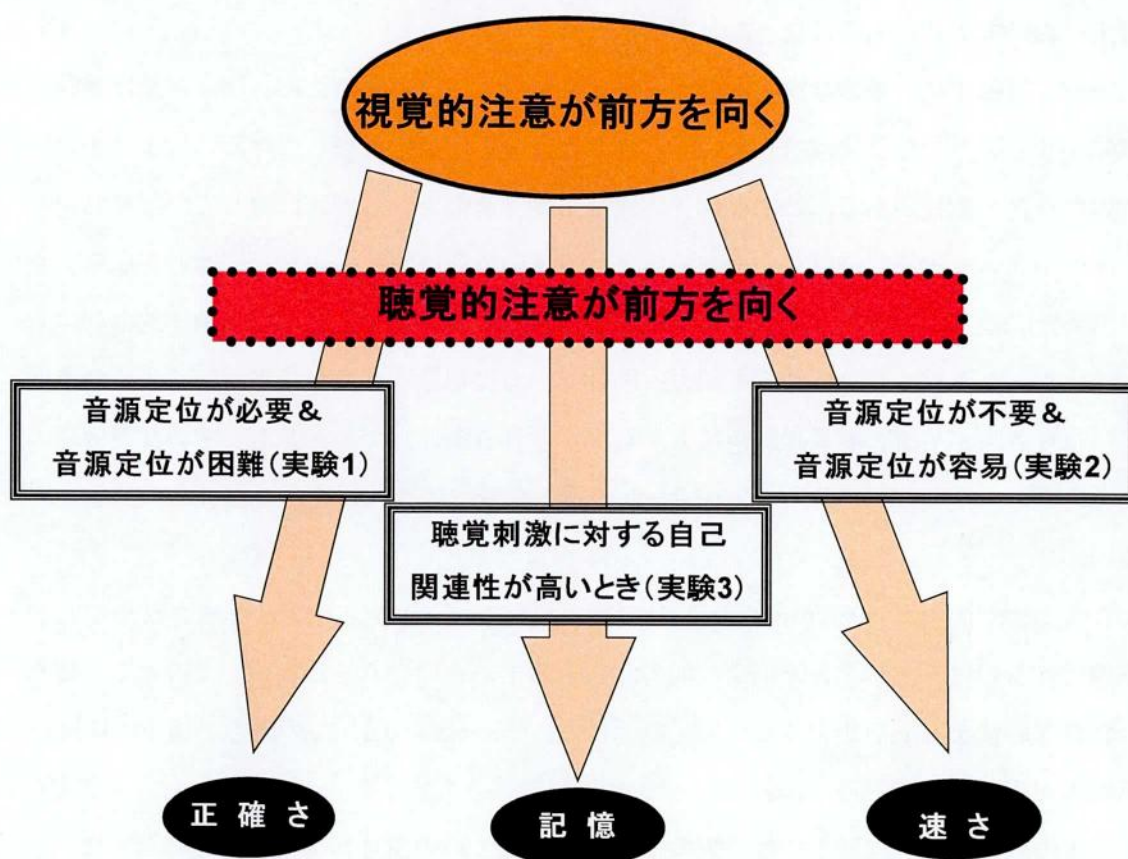 視覚的注意が前方を向く
聴覚的注意が前方を向く
音源定位が必要&
音源定位が困難(実験1)
音源定位が不要&
音源定位が容易(実験2)
聴覚刺激に対する自己
関連性が高いとき(実験3)
正確さ
記憶
速さ